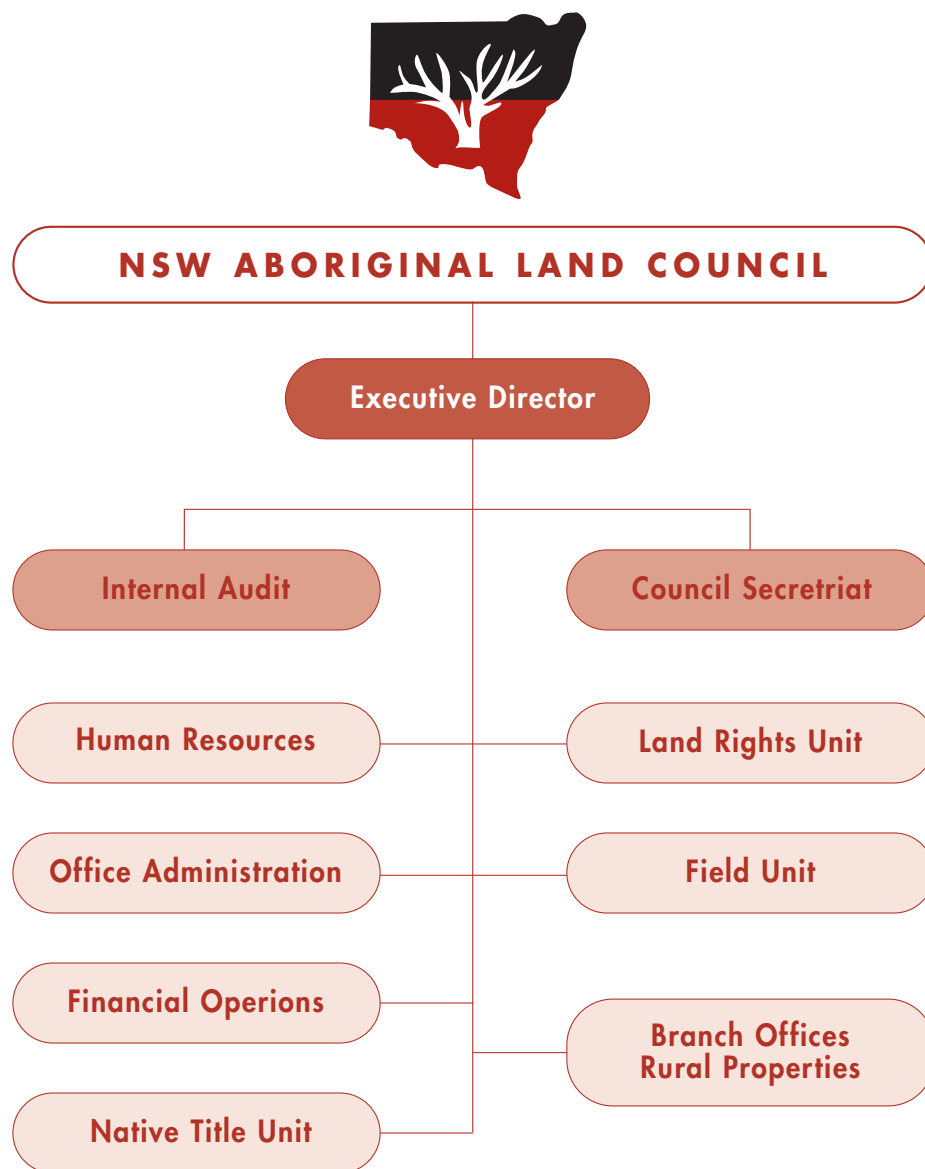 NSW ABORIGINAL LAND COUNCIL
Executive Director
Internal Audit
Council Secretriat
Human Resources
Land Rights Unit
Office Administration
Field Unit
Financial Operions
Branch Offices
Rural Properties
Native Title Unit